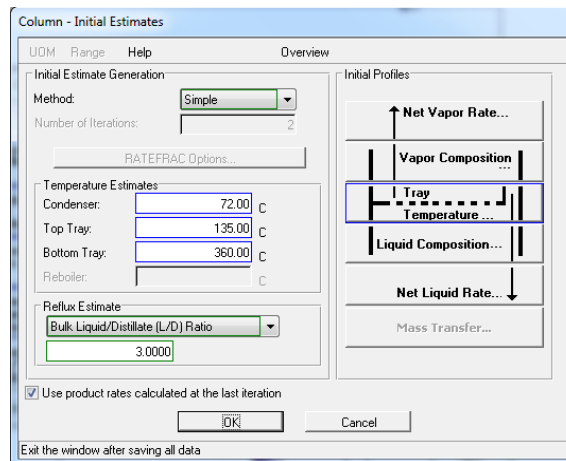 Column - Initial Estimates
UOM Range Help Overview
Initial Estimate Generation
Method: Simple
Number of Iterations: 2
RATEFRAC Options...
Temperature Estimates
Condenser: 72.00 C
Top Tray: 135.00 C
Bottom Tray: 360.00 C
Reboiler: C
Reflux Estimate
Bulk Liquid/Distillate (L/D) Ratio
3.0000
Initial Profiles
Net Vapor Rate...
Vapor Composition
...
Tray
Temperature ...
Liquid Composition...
Net Liquid Rate...
Mass Transfer...
Use product rates calculated at the last iteration
OK Cancel
Exit the window after saving all data